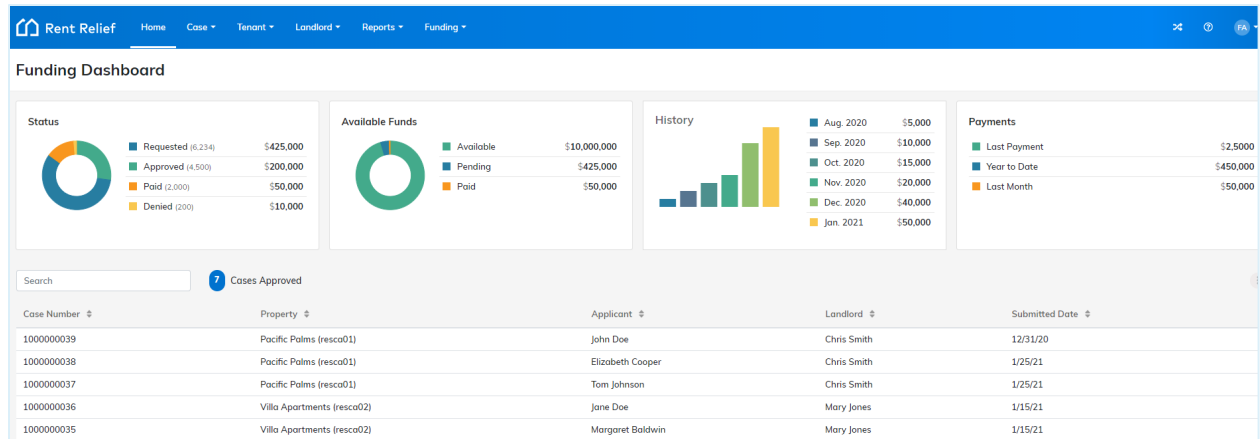 Rent Relief Home Case Tenant Landlord Reports Funding FA
Funding Dashboard
Status
Requested (6,234) $425,000
Approved (4,500) $200,000
Paid (2,000) $50,000
Denied (200) $10,000
Available Funds
Available $10,000,000
Pending $425,000
Paid $50,000
History
Aug. 2020 $5,000
Sep. 2020 $10,000
Oct. 2020 $15,000
Nov. 2020 $20,000
Dec. 2020 $40,000
Jan. 2021 $50,000
Payments
Last Payment $2,5000
Year to Date $450,000
Last Month $50,000
Search 7 Cases Approved
Case Number Property Applicant Landlord Submitted Date
1000000039 Pacific Palms (resca01) John Doe Chris Smith 12/31/20
1000000038 Pacific Palms (resca01) Elizabeth Cooper Chris Smith 1/25/21
1000000037 Pacific Palms (resca01) Tom Johnson Chris Smith 1/25/21
1000000036 Villa Apartments (resca02) Jane Doe Mary Jones 1/15/21
1000000035 Villa Apartments (resca02) Margaret Baldwin Mary Jones 1/15/21